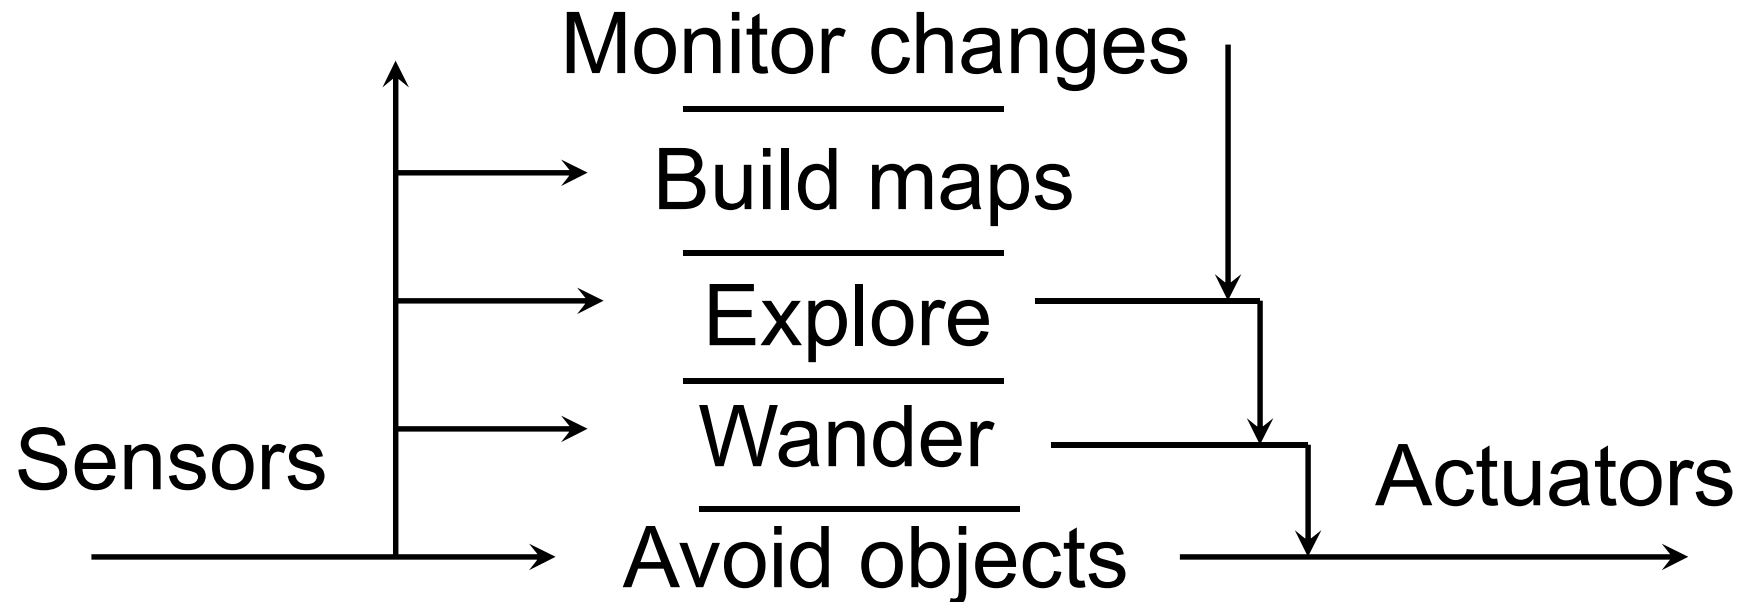 Monitor changes
Build maps
Explore
Wander
Sensors
Actuators
Avoid objects